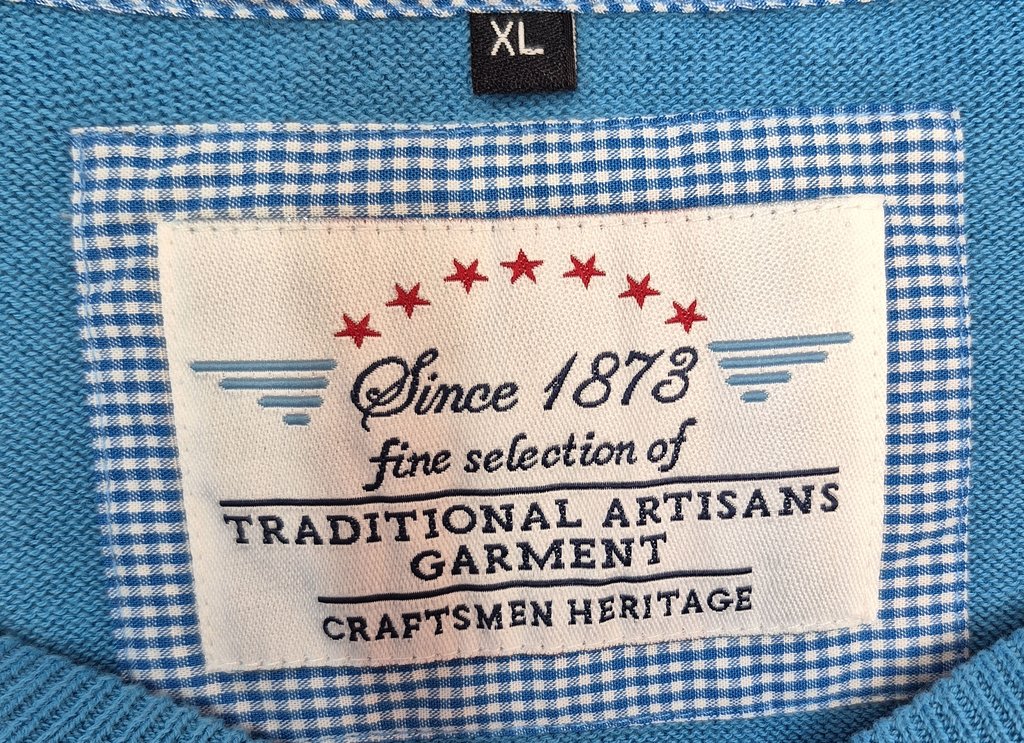 XL
Since 1873
fine selection of
TRADITIONAL ARTISANS
GARMENT
CRAFTSMEN HERITAGE